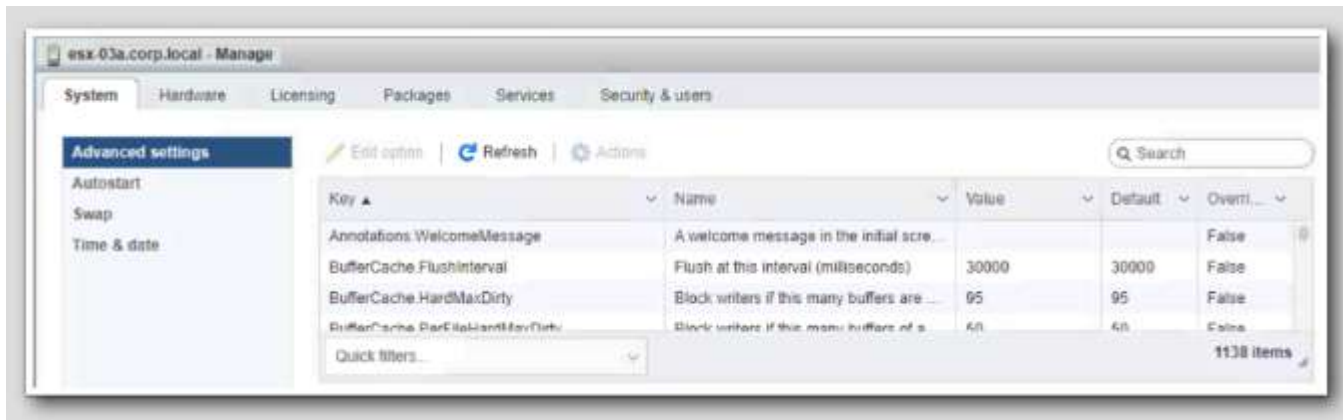 esx-03a.corp.local - Manage
System Hardware Licensing Packages Services Security & users
Advanced settings
Autostart
Swap
Time & date
Edit option | Refresh | Actions
Search
Key Name Value Default Overri...
Annotations.WelcomeMessage A welcome message in the initial scre... False
BufferCache.FlushInterval Flush at this interval (milliseconds) 30000 30000 False
BufferCache.HardMaxDirty Block writers if this many buffers are ... 95 95 False
BufferCache.PerFileHardMaxDirty Block writers if this many buffers of a 50 50 False
Quick filters... 1138 items